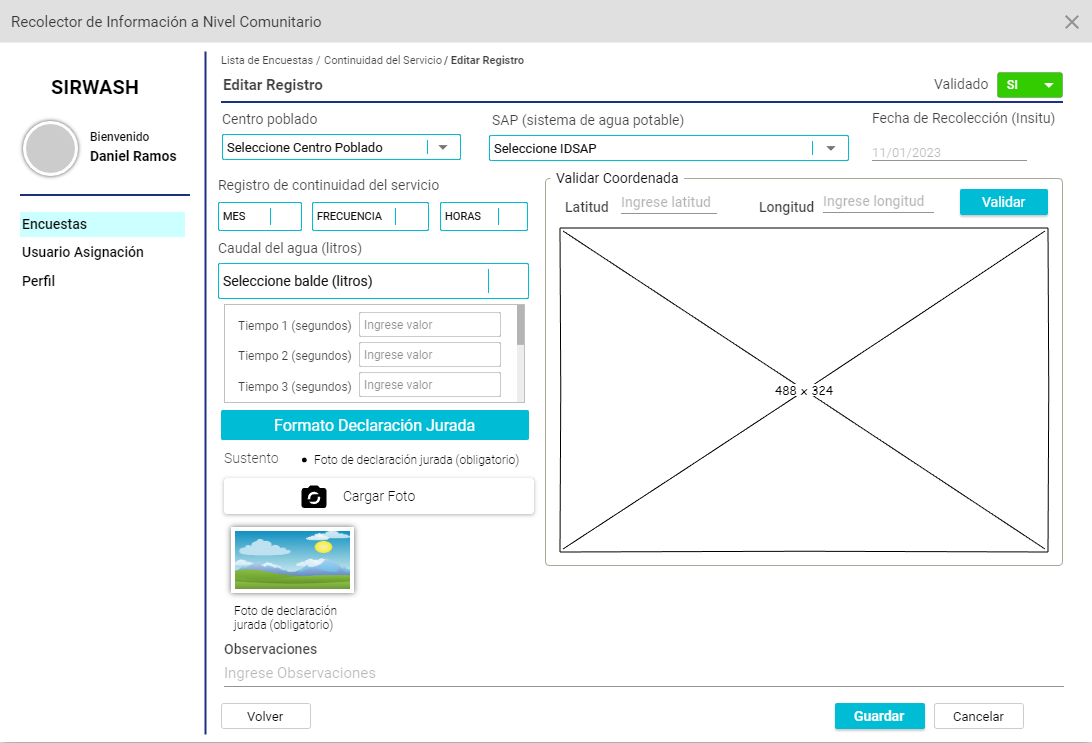 Recolector de Información a Nivel Comunitario
SIRWASH
Bienvenido
Daniel Ramos
Encuestas
Usuario Asignación
Perfil
Lista de Encuestas / Continuidad del Servicio / Editar Registro
Editar Registro
Validado SI
Centro poblado
Seleccione Centro Poblado
SAP (sistema de agua potable)
Seleccione IDSAP
Fecha de Recolección (Insitu)
11/01/2023
Registro de continuidad del servicio
MES FRECUENCIA HORAS
Caudal del agua (litros)
Seleccione balde (litros)
Tiempo 1 (segundos) Ingrese valor
Tiempo 2 (segundos) Ingrese valor
Tiempo 3 (segundos) Ingrese valor
Formato Declaración Jurada
Sustento • Foto de declaración jurada (obligatorio)
Cargar Foto
Foto de declaración
jurada (obligatorio)
Validar Coordenada
Latitud Ingrese latitud Longitud Ingrese longitud Validar
488 x 324
Observaciones
Ingrese Observaciones
Volver Guardar Cancelar